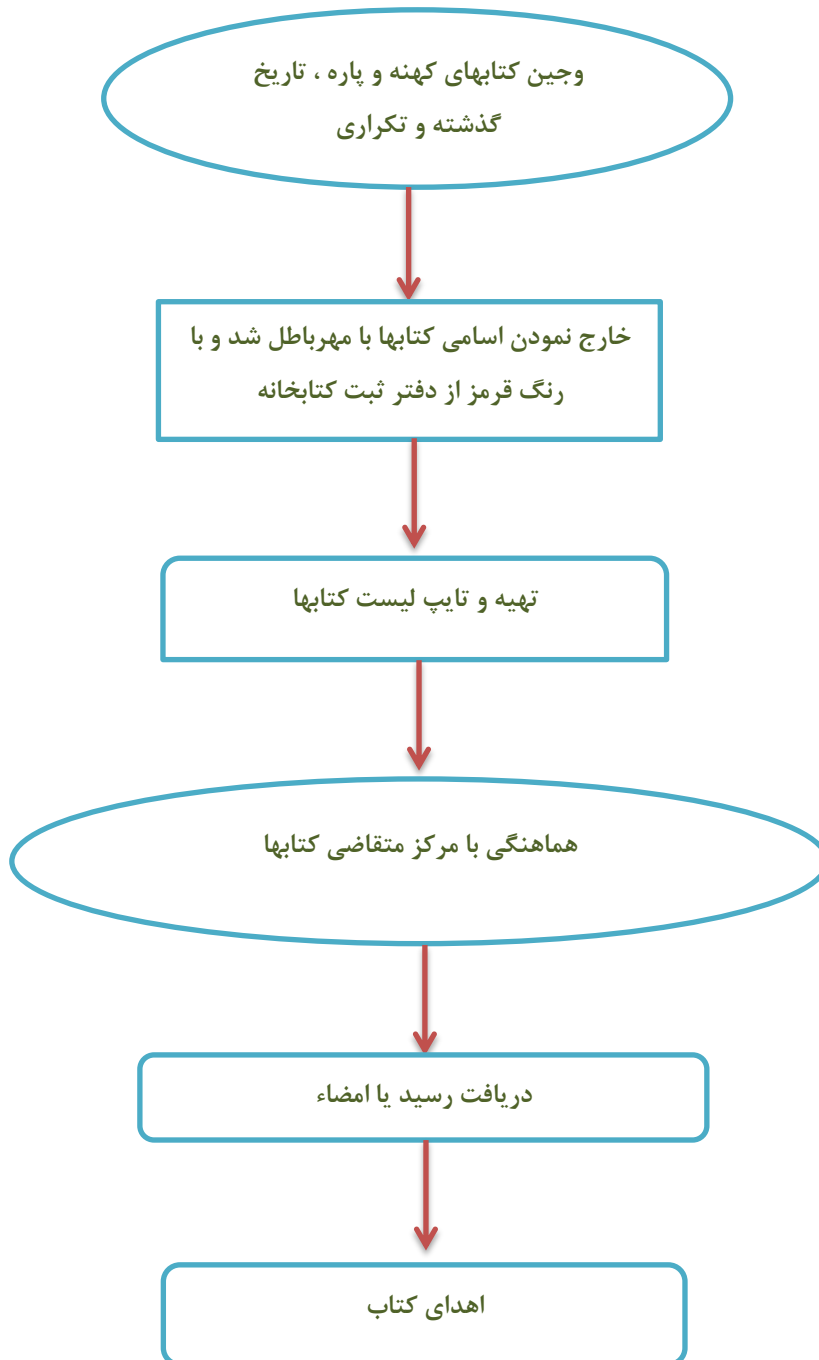 وجین کتابهای کهنه و پاره ، تاریخ
گذشته و تکراری
خارج نمودن اسامی کتابها با مهرباطل شد و با
رنگ قرمز از دفتر ثبت کتابخانه
تهیه و تایپ لیست کتابها
هماهنگی با مرکز متقاضی کتابها
دریافت رسید یا امضاء
اهدای کتاب